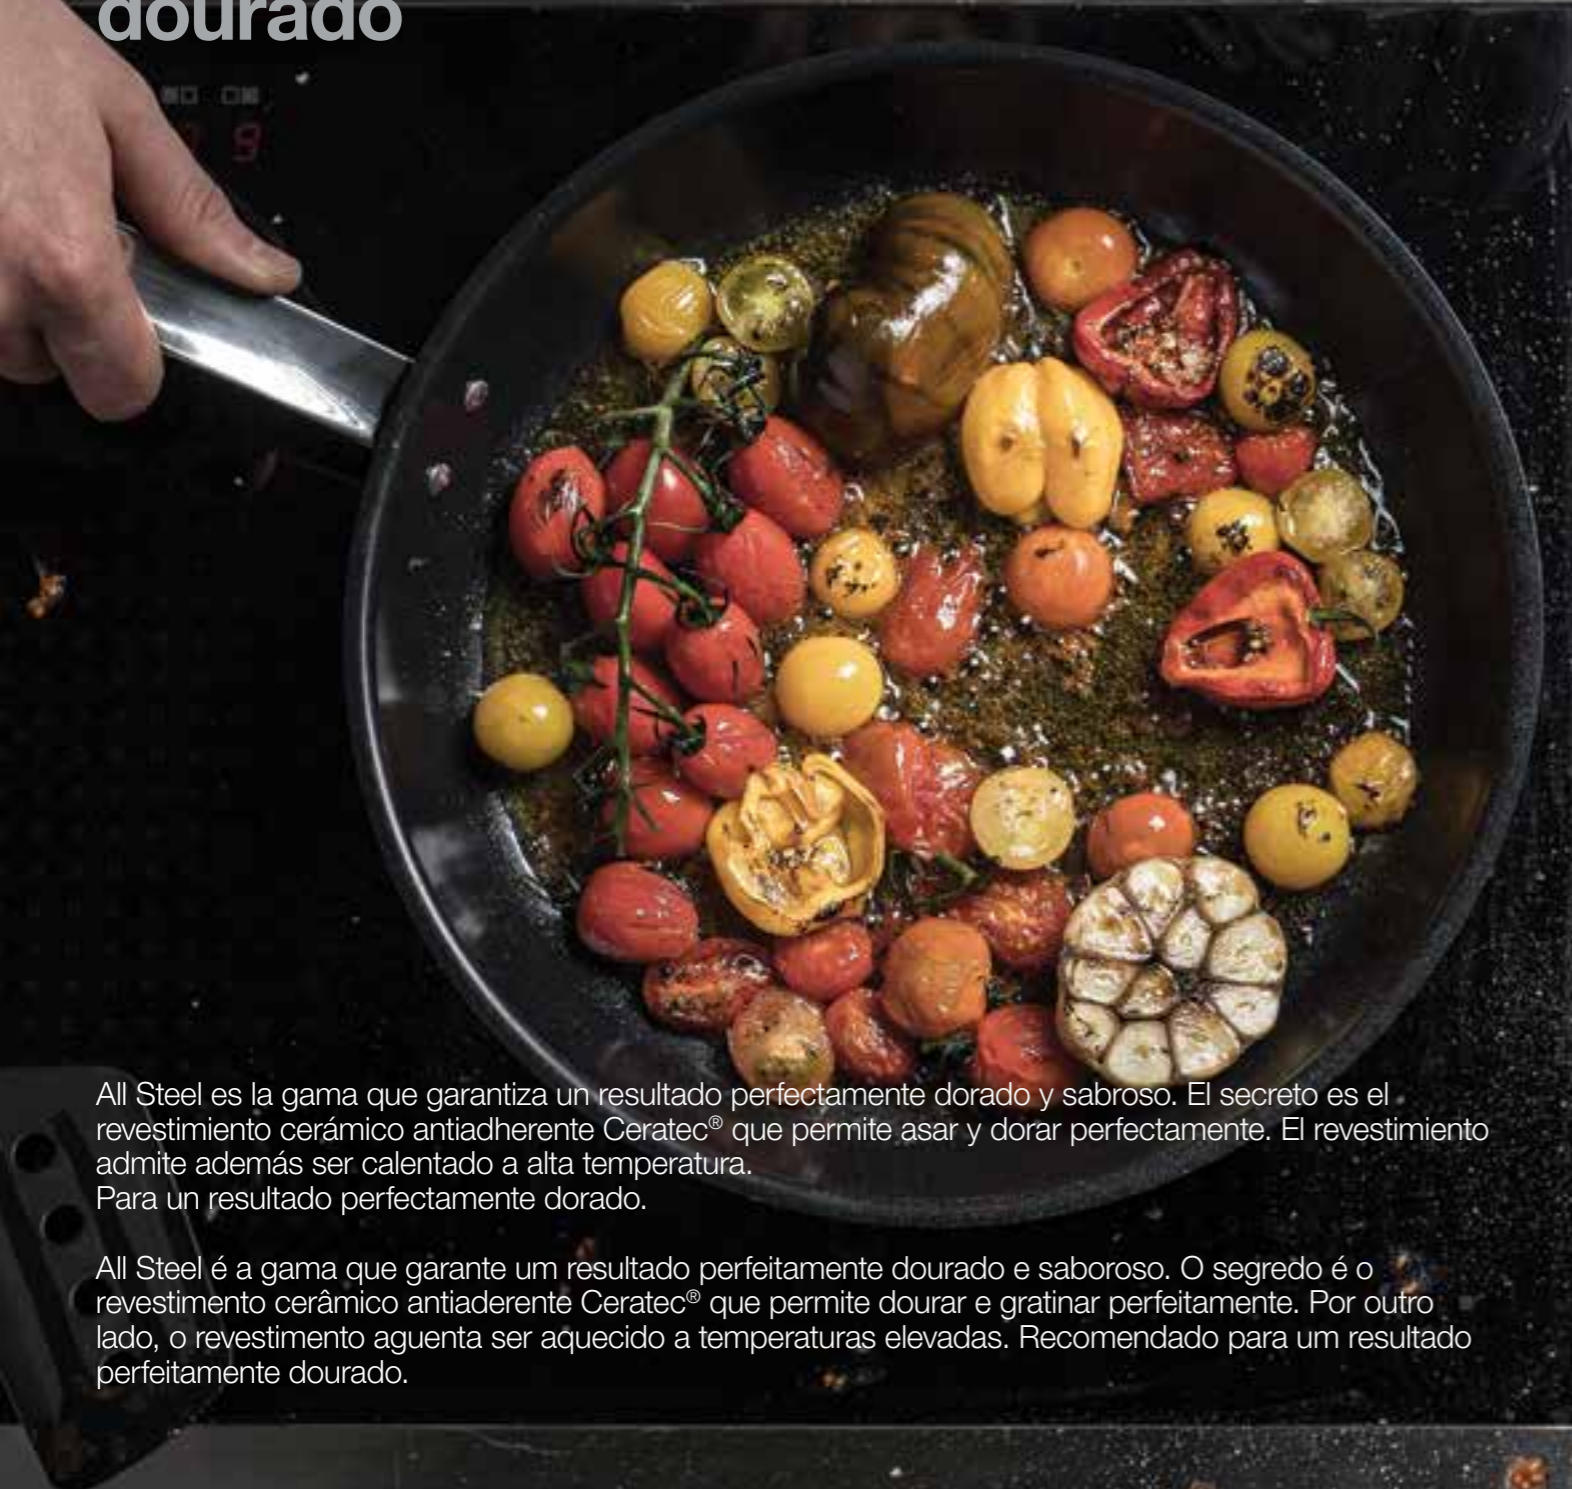 dourado
9
All Steel es la gama que garantiza un resultado perfectamente dorado y sabroso. El secreto es el
revestimiento cerámico antiadherente Ceratec® que permite asar y dorar perfectamente. El revestimiento
admite además ser calentado a alta temperatura.
Para un resultado perfectamente dorado.
All Steel é a gama que garante um resultado perfeitamente dourado e saboroso. O segredo é o
revestimento cerâmico antiaderente Ceratec® que permite dourar e gratinar perfeitamente. Por outro
lado, o revestimento aguenta ser aquecido a temperaturas elevadas. Recomendado para um resultado
perfeitamente dourado.